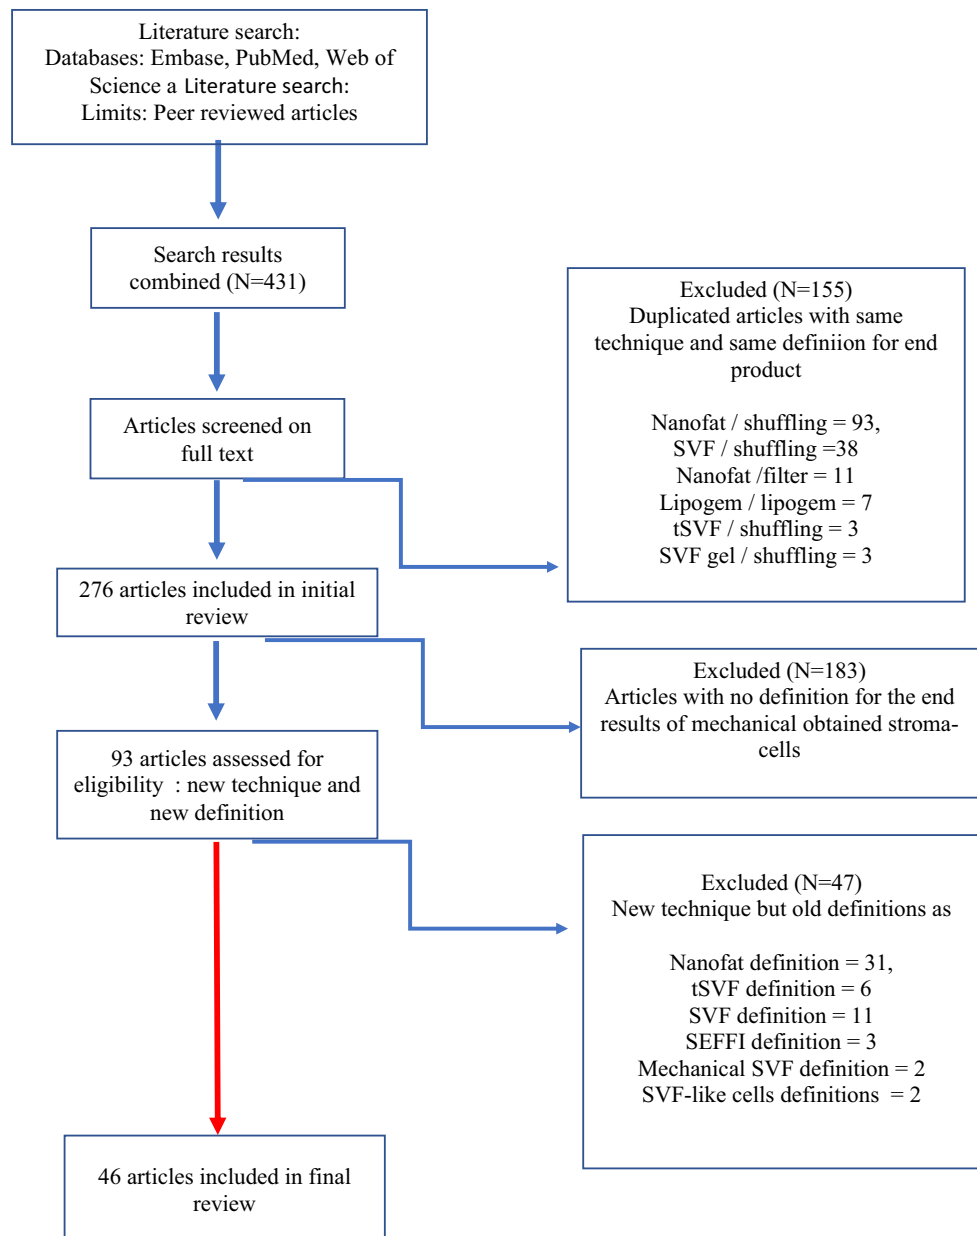 Literature search:
Databases: Embase, PubMed, Web of
Science a Literature search:
Limits: Peer reviewed articles
Search results
combined (N=431)
Articles screened on
full text
Excluded (N=155)
Duplicated articles with same
technique and same definiion for end
product
Nanofat / shuffling = 93,
SVF / shuffling =38
Nanofat /filter = 11
Lipogem / lipogem = 7
tSVF / shuffling = 3
SVF gel / shuffling = 3
276 articles included in initial
review
Excluded (N=183)
Articles with no definition for the end
results of mechanical obtained stroma-
cells
93 articles assessed for
eligibility : new technique and
new definition
Excluded (N=47)
New technique but old definitions as
Nanofat definition = 31,
tSVF definition = 6
SVF definition = 11
SEFFI definition = 3
Mechanical SVF definition = 2
SVF-like cells definitions = 2
46 articles included in final
review